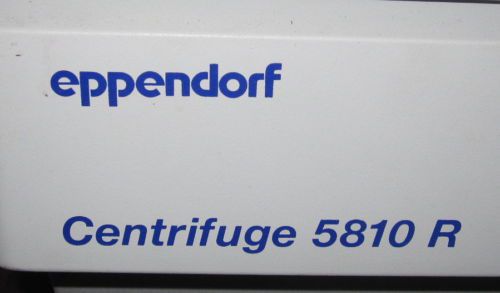 eppendorf
Centrifuge 5810 R